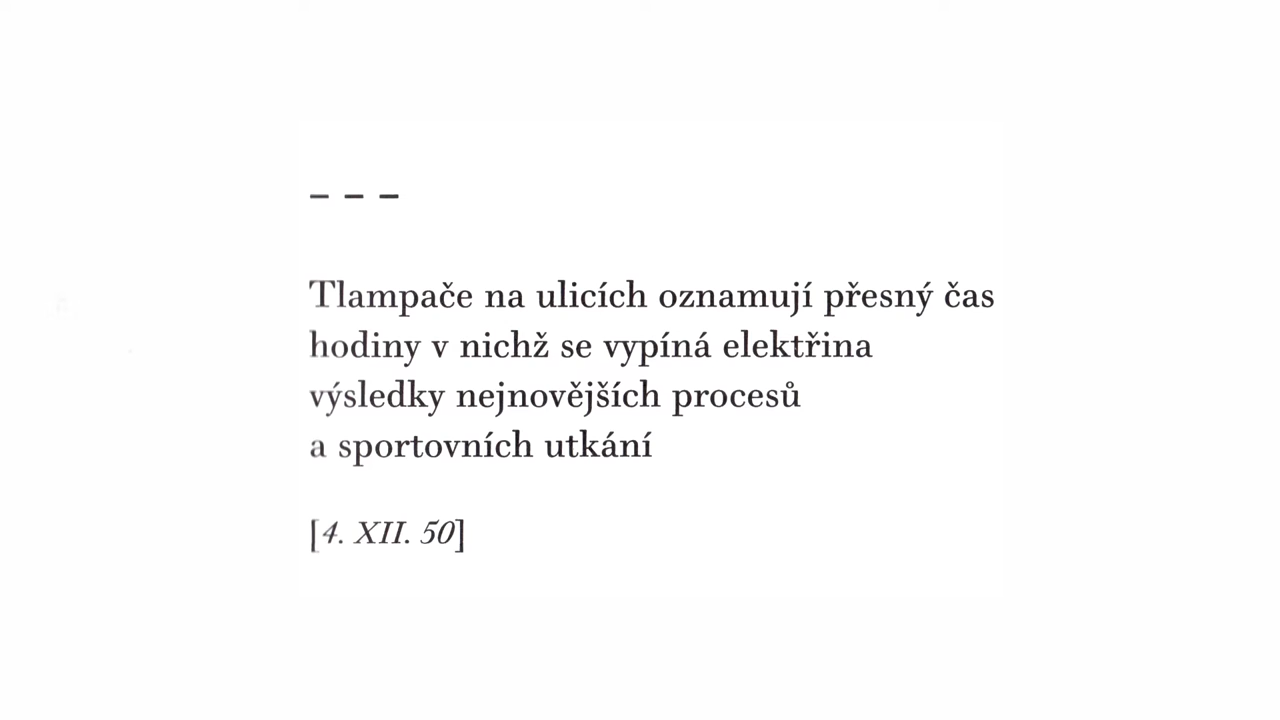 – – –
Tlampače na ulicích oznamují přesný čas
hodiny v nichž se vypíná elektřina
výsledky nejnovějších procesů
a sportovních utkání
[4. XII. 50]